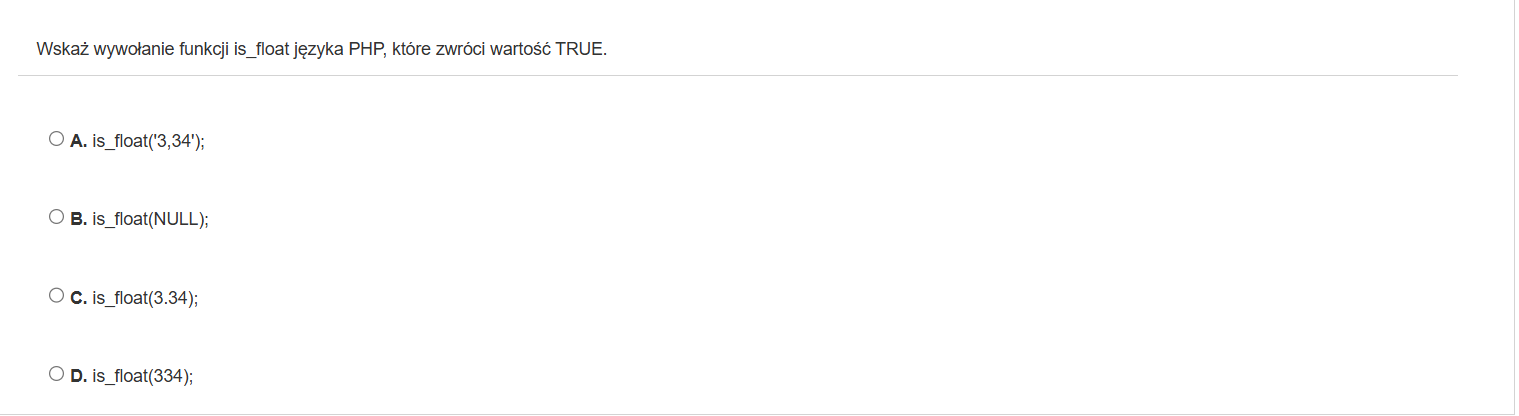 Wskaż wywołanie funkcji is_float języka PHP, które zwróci wartość TRUE.
A. is_float('3,34');
B. is_float(NULL);
C. is_float(3.34);
D. is_float(334);